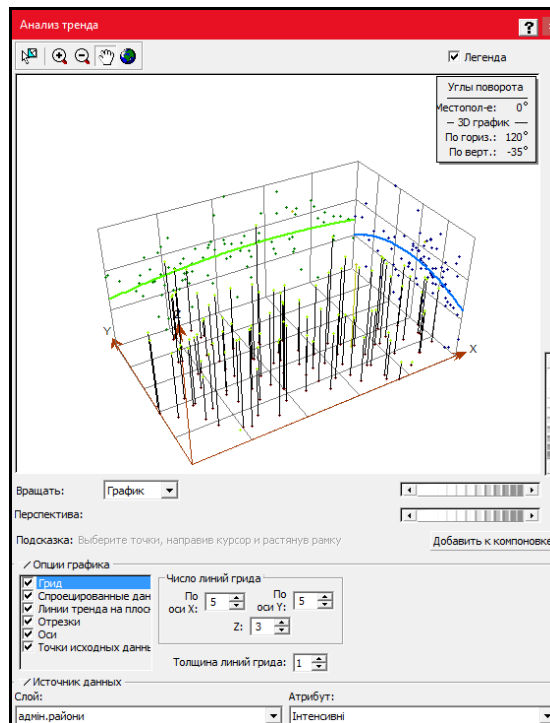 Анализ тренда
?
Легенда
Углы поворота
Местопол-е: 0°
3D график
По гориз.: 120°
По верт.: -35°
Y
X
Вращать: График
Перспектива:
Подсказка: Выберите точки, направив курсор и растянув рамку
Добавить к компоновке
Опции графика
Грид
Спроецированные дан
Линии тренда на плоск
Отрезки
Оси
Точки исходных данны
Число линий грида
По оси X: 5
По оси Y: 5
Z: 3
Толщина линий грида: 1
Источник данных
Слой:
Атрибут:
адмін.райони
Інтенсивні